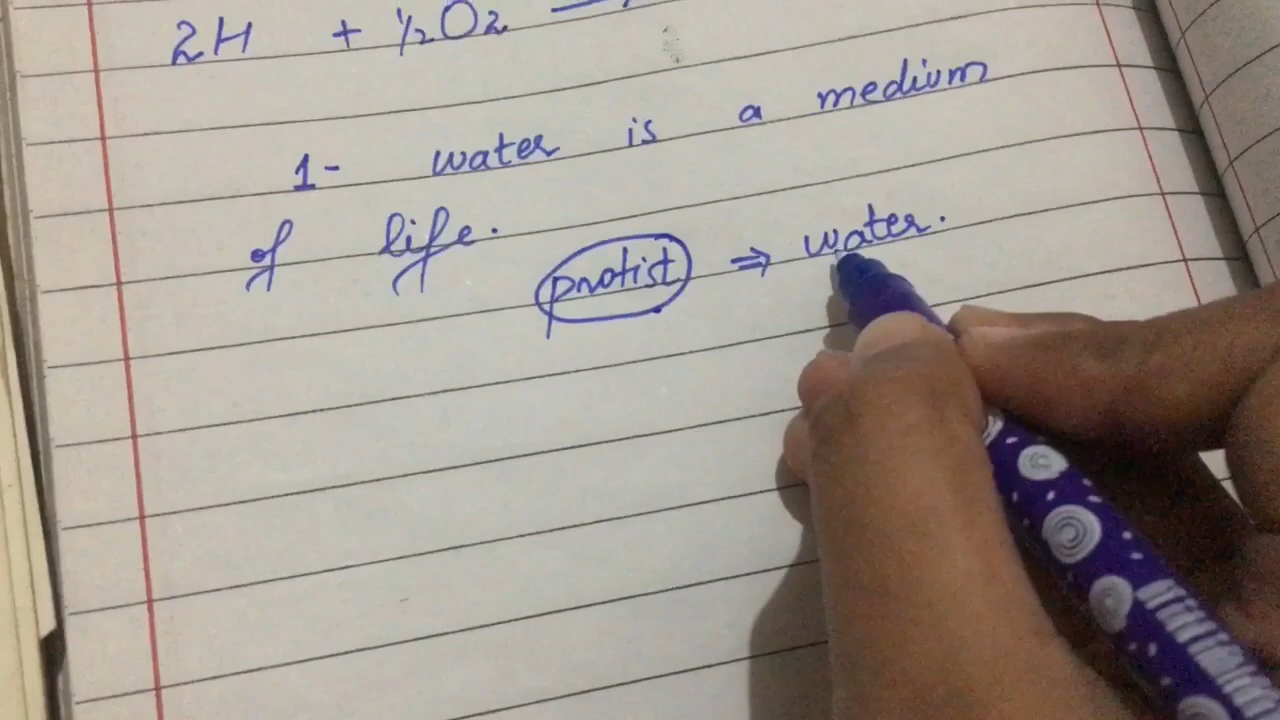 2H + ½O2
1- water is a medium
of life.
protist ⇒ water.